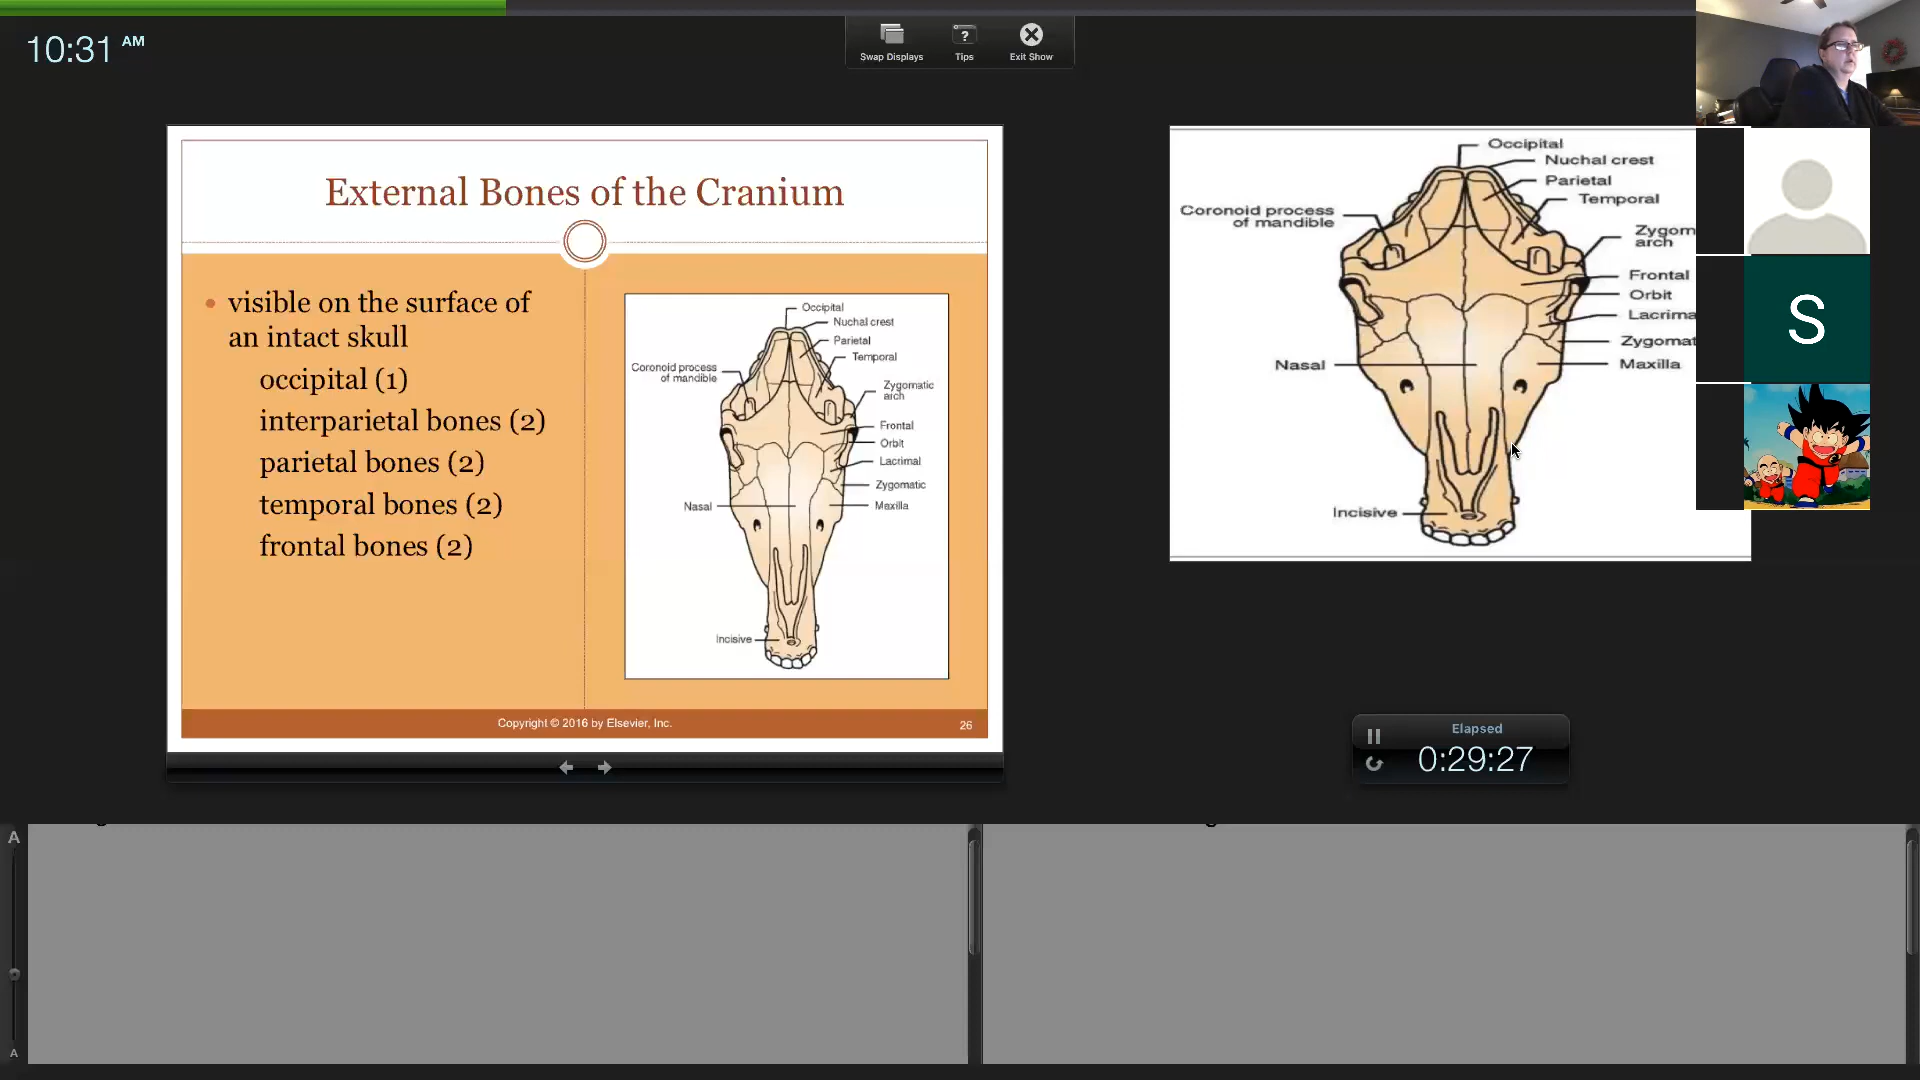 10:31 AM
Swap Displays
Tips
Exit Show
External Bones of the Cranium
visible on the surface of
an intact skull
occipital (1)
interparietal bones (2)
parietal bones (2)
temporal bones (2)
frontal bones (2)
Occipital
Nuchal crest
Parietal
Temporal
Coronoid process
of mandible
Zygomatic
arch
Frontal
Orbit
Lacrimal
Zygomatic
Nasal
Maxilla
Incisive
Copyright © 2016 by Elsevier, Inc.
26
Occipital
Nuchal crest
Parietal
Temporal
Coronoid process
of mandible
Zygom
arch
Frontal
Orbit
Lacrima
Zygomat
Nasal
Maxilla
Incisive
S
Elapsed
0:29:27
A
A